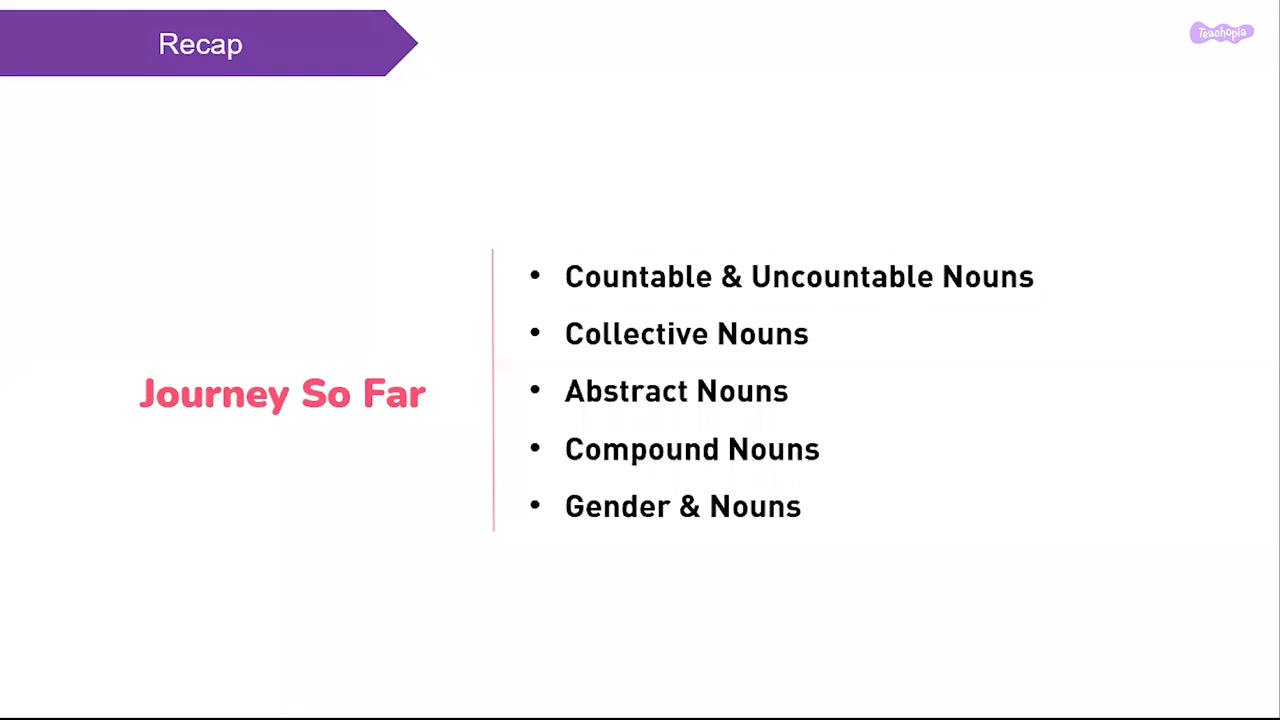 Recap
Teachopia
Journey So Far
• Countable & Uncountable Nouns
• Collective Nouns
• Abstract Nouns
• Compound Nouns
• Gender & Nouns